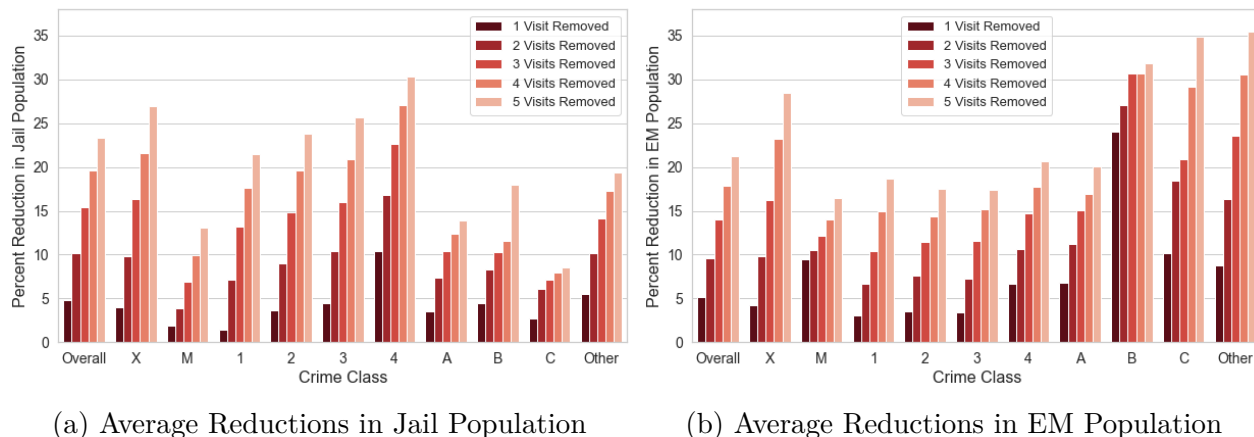 Percent Reduction in Jail Population
35
30
25
20
15
10
5
0
1 Visit Removed
2 Visits Removed
3 Visits Removed
4 Visits Removed
5 Visits Removed
Overall X M 1 2 3 4 A B C Other
Crime Class
(a) Average Reductions in Jail Population
Percent Reduction in EM Population
35
30
25
20
15
10
5
0
1 Visit Removed
2 Visits Removed
3 Visits Removed
4 Visits Removed
5 Visits Removed
Overall X M 1 2 3 4 A B C Other
Crime Class
(b) Average Reductions in EM Population